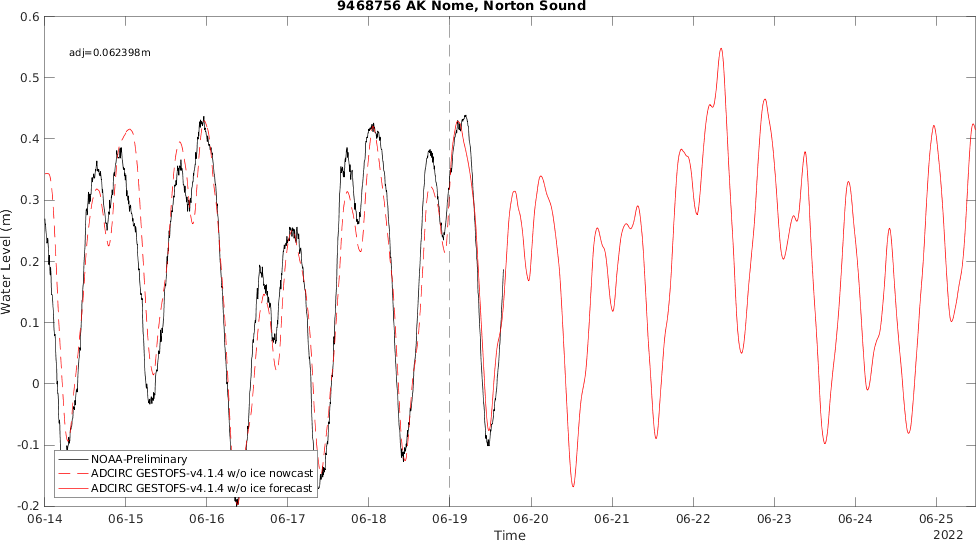 9468756 AK Nome, Norton Sound
adj=0.062398m
Water Level (m)
0.6
0.5
0.4
0.3
0.2
0.1
0
-0.1
-0.2
NOAA-Preliminary
ADCIRC GESTOFS-v4.1.4 w/o ice nowcast
ADCIRC GESTOFS-v4.1.4 w/o ice forecast
06-14 06-15 06-16 06-17 06-18 06-19 06-20 06-21 06-22 06-23 06-24 06-25
Time
2022